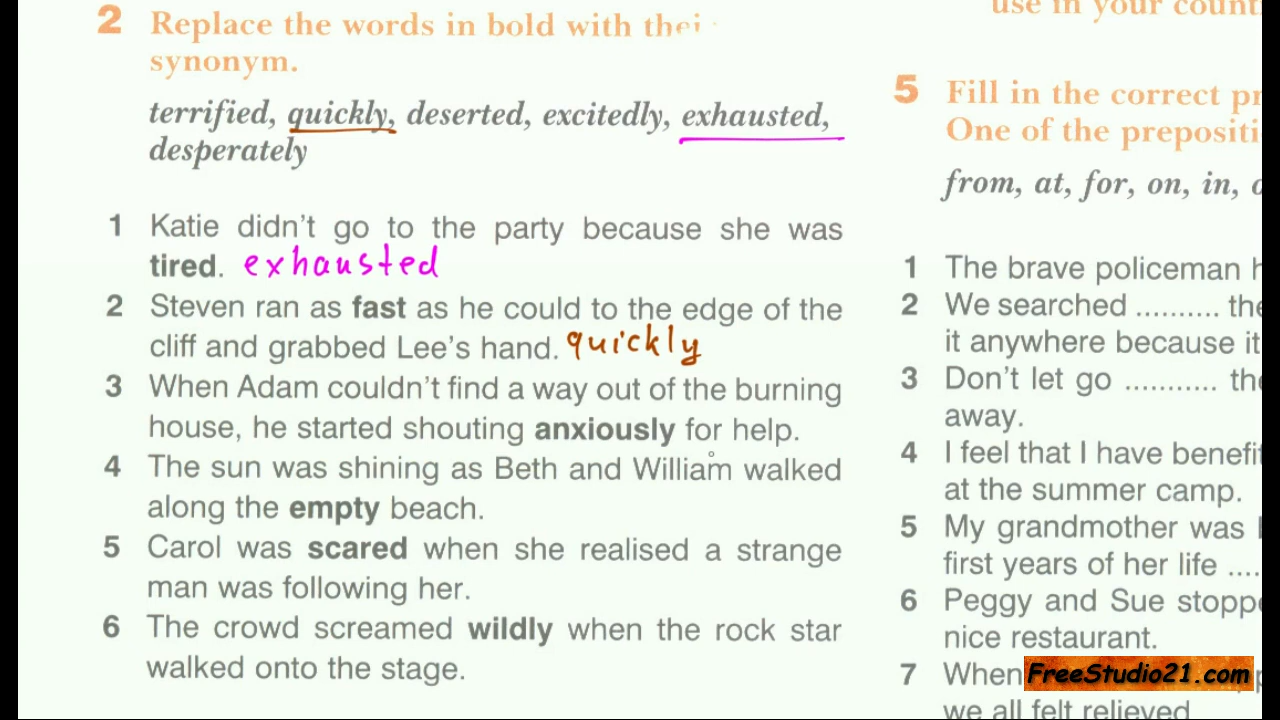 2 Replace the words in bold with their
synonym.
terrified, quickly, deserted, excitedly, exhausted,
desperately
1 Katie didn't go to the party because she was
tired. exhausted
2 Steven ran as fast as he could to the edge of the
cliff and grabbed Lee's hand. quickly
3 When Adam couldn't find a way out of the burning
house, he started shouting anxiously for help.
4 The sun was shining as Beth and William walked
along the empty beach.
5 Carol was scared when she realised a strange
man was following her.
6 The crowd screamed wildly when the rock star
walked onto the stage.
use in your
5 Fill in the correct
One of the
from, at, for, on, in,
1 The brave policeman
2 We searched .......... the
it anywhere because it
3 Don't let go ...........
away.
4 I feel that I have
at the summer camp.
5 My grandmother was
first years of her life ....
6 Peggy and Sue
nice restaurant.
7 When
we all felt relieved
FreeStudio21.com